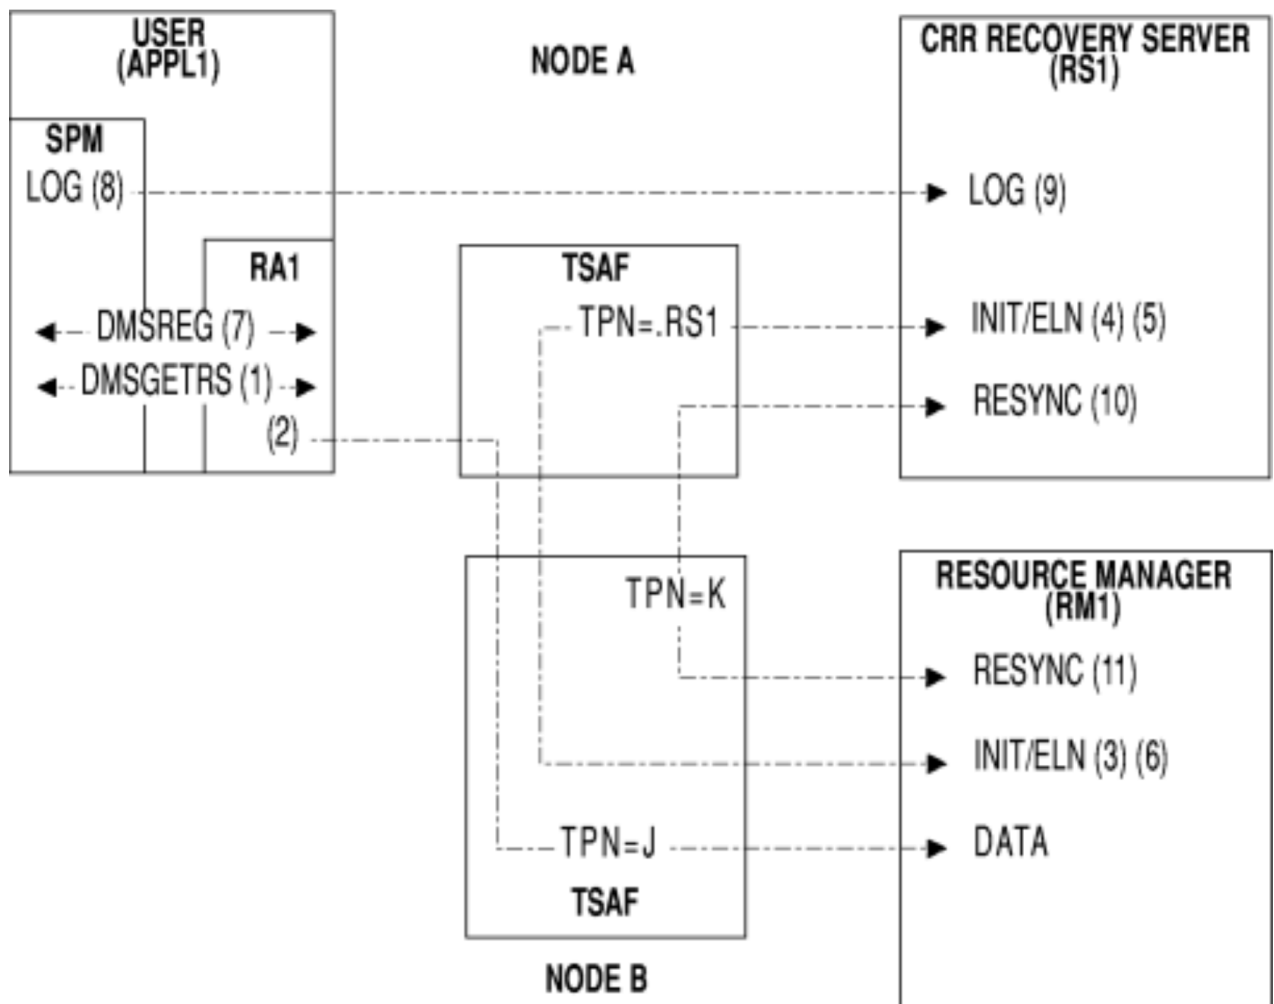 USER
(APPL1)
NODE A
CRR RECOVERY SERVER
(RS1)
SPM
LOG (8)
LOG (9)
RA1
TSAF
DMSREG (7)
TPN=.RS1
INIT/ELN (4) (5)
DMSGETRS (1)
RESYNC (10)
(2)
TPN=K
RESOURCE MANAGER
(RM1)
RESYNC (11)
INIT/ELN (3) (6)
TPN=J
DATA
TSAF
NODE B